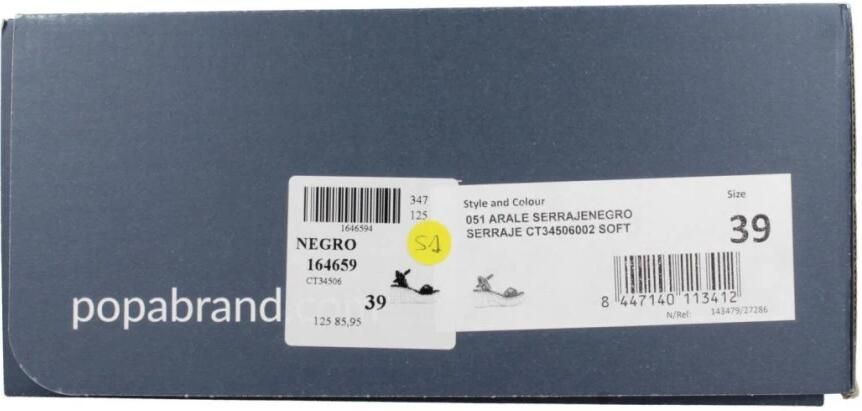 347
125
1646594
NEGRO
164659
CT34506
39
125 85,95
S1
Style and Colour
051 ARALE SERRAJENEGRO
SERRAJE CT34506002 SOFT
Size
39
8 447140 113412
N/Ref: 143479/27286
popabrand